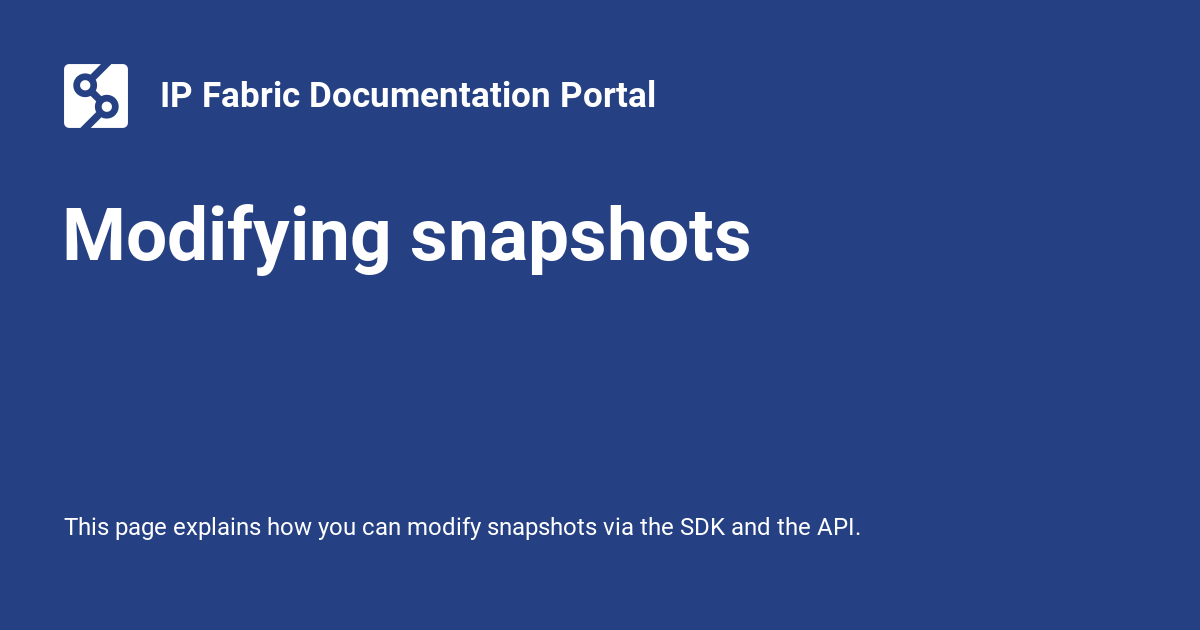 IP Fabric Documentation Portal
Modifying snapshots
This page explains how you can modify snapshots via the SDK and the API.